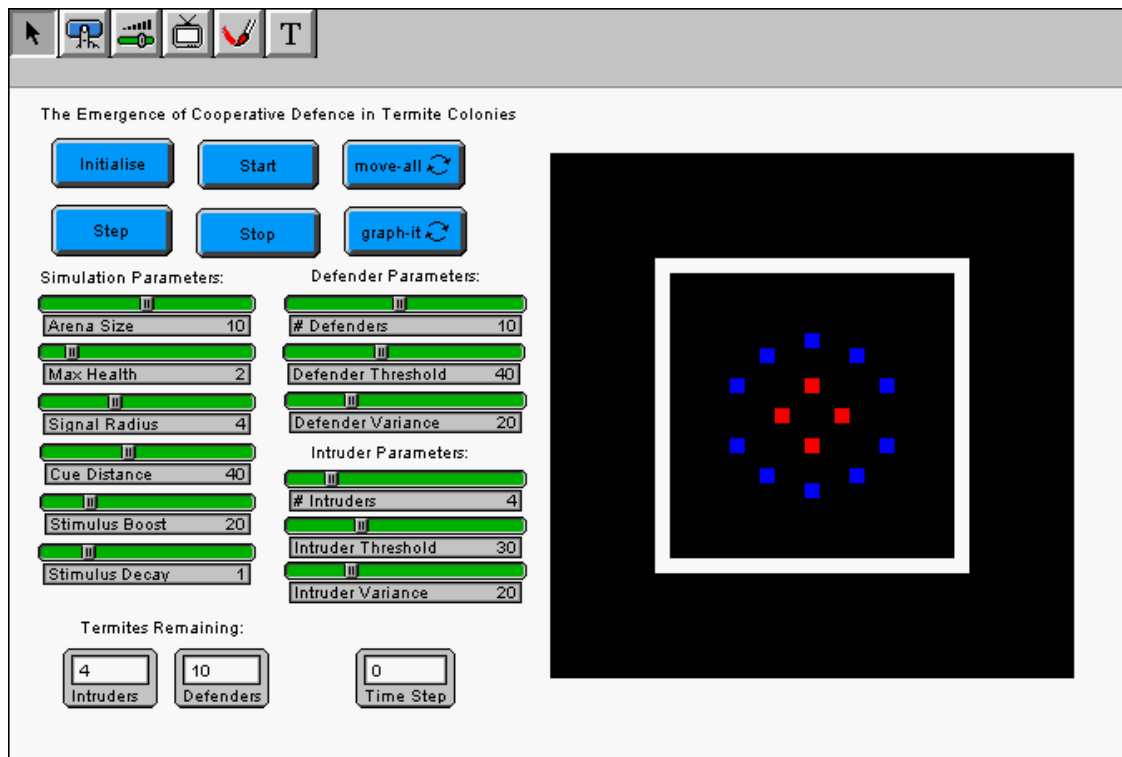 T
The Emergence of Cooperative Defence in Termite Colonies
Initialise
Start
move-all
Step
Stop
graph-it
Simulation Parameters:
Arena Size 10
Max Health 2
Signal Radius 4
Cue Distance 40
Stimulus Boost 20
Stimulus Decay 1
Defender Parameters:
# Defenders 10
Defender Threshold 40
Defender Variance 20
Intruder Parameters:
# Intruders 4
Intruder Threshold 30
Intruder Variance 20
Termites Remaining:
4
Intruders
10
Defenders
0
Time Step